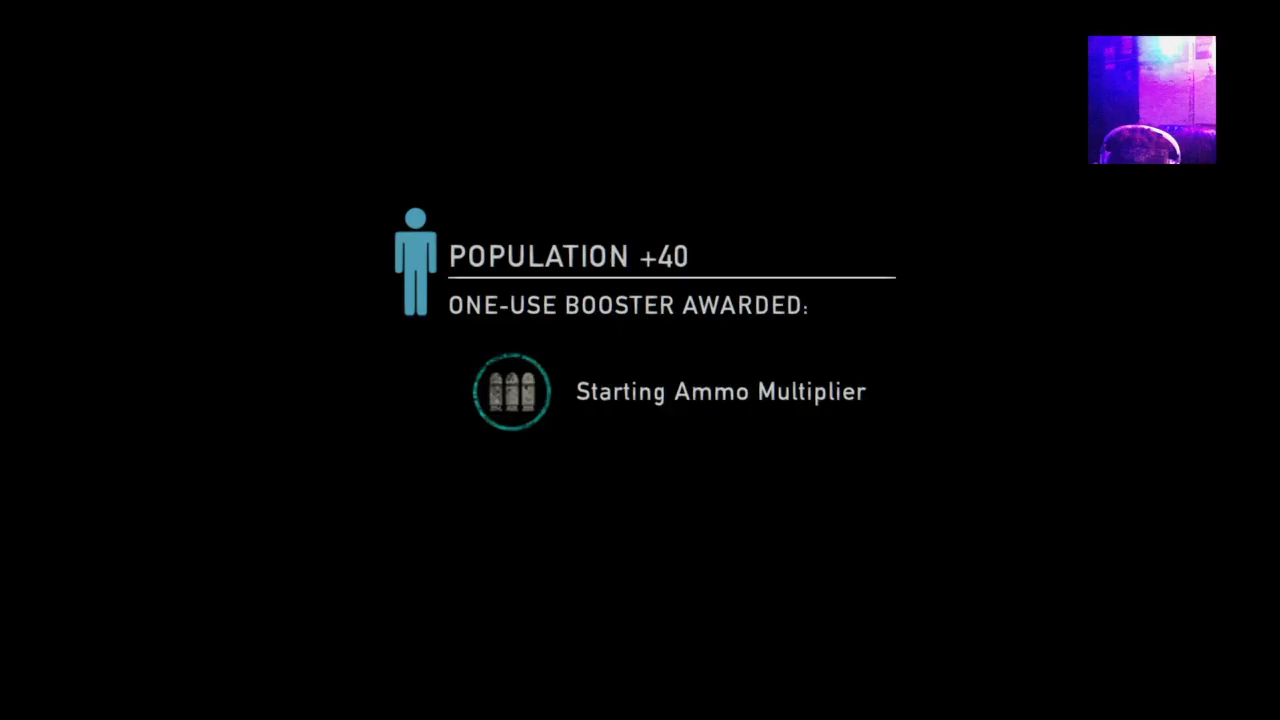 POPULATION +40
ONE-USE BOOSTER AWARDED:
Starting Ammo Multiplier